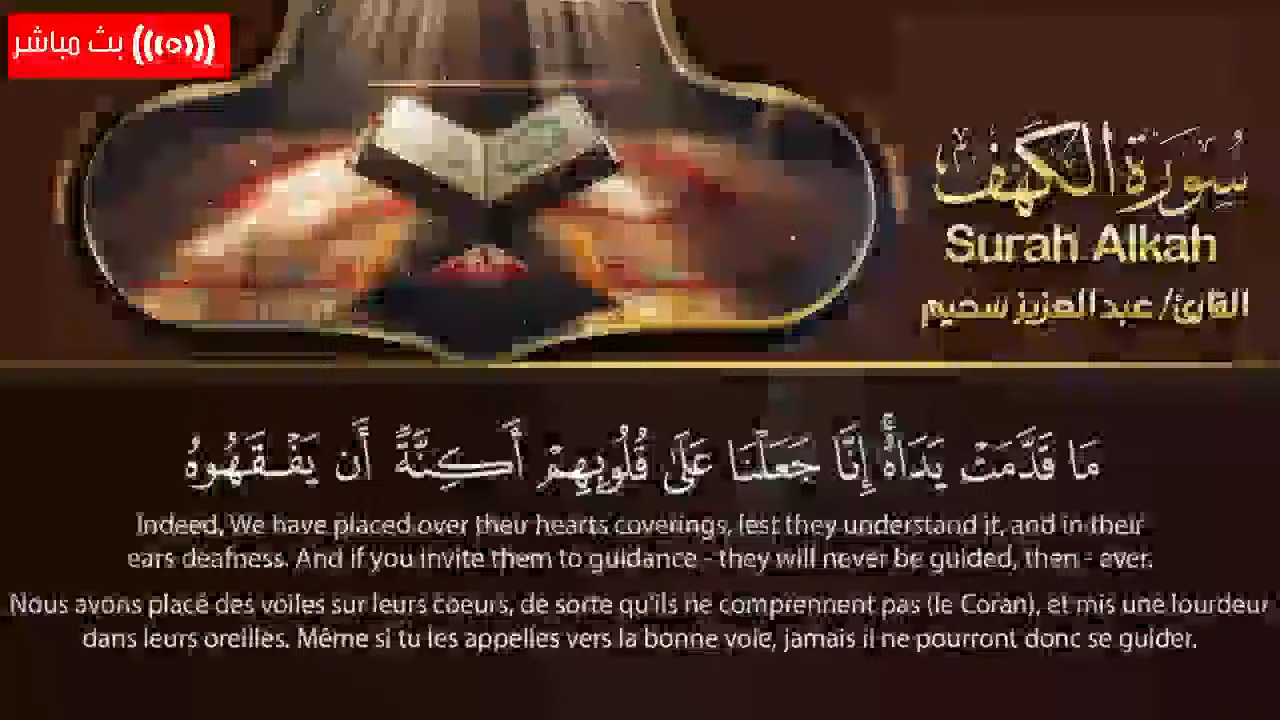 بث مباشر
سورة الكهف
Surah Alkah
القارئ/ عبد العزيز سحيم
مَا قَدَّمَتْ يَدَاهُ ۚ إِنَّا جَعَلْنَا عَلَىٰ قُلُوبِهِمْ أَكِنَّةً أَن يَفْقَهُوهُ
Indeed, We have placed over their hearts coverings, lest they understand it, and in their
ears deafness. And if you invite them to guidance - they will never be guided, then - ever.
Nous avons placé des voiles sur leurs coeurs, de sorte qu'ils ne comprennent pas (le Coran), et mis une lourdeur
dans leurs oreilles. Même si tu les appelles vers la bonne voie, jamais il ne pourront donc se guider.